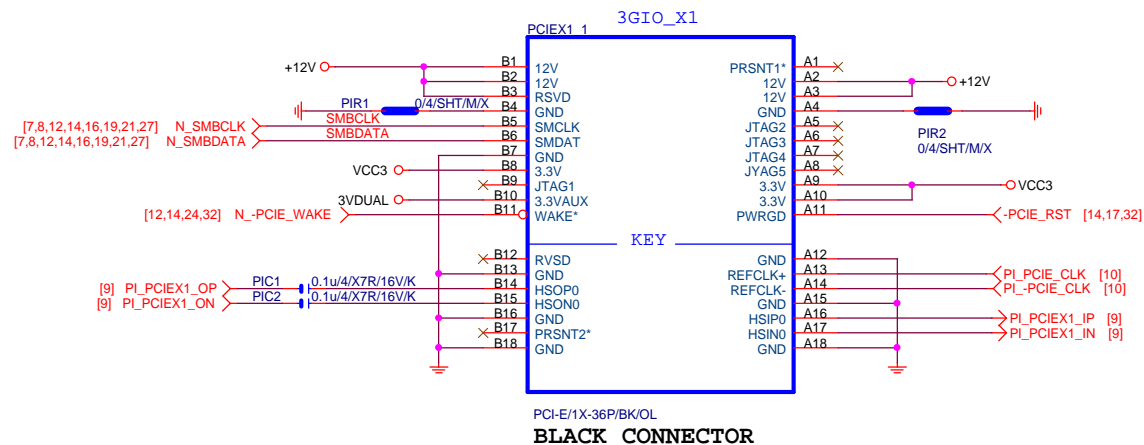 3GIO_X1
PCIEX1_1
+12V B1 12V PRSNT1* A1
B2 12V 12V A2 +12V
B3 RSVD 12V A3
PIR1 0/4/SHT/M/X B4 GND GND A4
[7,8,12,14,16,19,21,27] N_SMBCLK SMBCLK B5 SMCLK JTAG2 A5
[7,8,12,14,16,19,21,27] N_SMBDATA SMBDATA B6 SMDAT JTAG3 A6
PIR2
0/4/SHT/M/X
B7 GND JTAG4 A7
VCC3 B8 3.3V JYAG5 A8
B9 JTAG1 3.3V A9 VCC3
3VDUAL B10 3.3VAUX 3.3V A10
[12,14,24,32] N_-PCIE_WAKE B11 WAKE* PWRGD A11 -PCIE_RST [14,17,32]
KEY
B12 RVSD GND A12
B13 GND REFCLK+ A13 PI_PCIE_CLK [10]
[9] PI_PCIEX1_OP PIC1 0.1u/4/X7R/16V/K B14 HSOP0 REFCLK- A14 PI_-PCIE_CLK [10]
[9] PI_PCIEX1_ON PIC2 0.1u/4/X7R/16V/K B15 HSON0 GND A15
B16 GND HSIP0 A16 PI_PCIEX1_IP [9]
B17 PRSNT2* HSIN0 A17 PI_PCIEX1_IN [9]
B18 GND GND A18
PCI-E/1X-36P/BK/OL
BLACK CONNECTOR